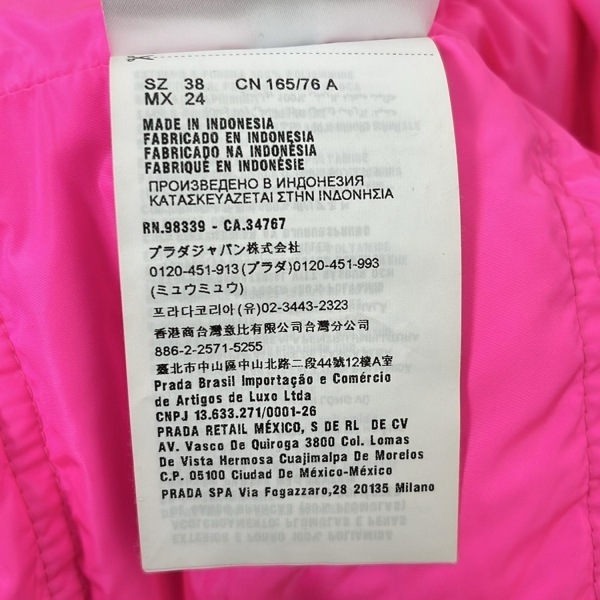 SZ 38 CN 165/76 A
MX 24
MADE IN INDONESIA
FABRICADO EN INDONESIA
FABRICADO NA INDONÉSIA
FABRIQUÉ EN INDONÉSIE
ПРОИЗВЕДЕНО В ИНДОНЕЗИЯ
ΚΑΤΑΣΚΕΥΑΖΕΤΑΙ ΣΤΗΝ ΙΝΔΟΝΗΣΙΑ
RN.98339 - CA.34767
プラダジャパン株式会社
0120-451-913(プラダ)0120-451-993
(ミュウミュウ)
프라다코리아(유)02-3443-2323
香港商台灣意比有限公司台灣分公司
886-2-2571-5255
臺北市中山區中山北路二段44號12樓A室
Prada Brasil Importação e Comércio
de Artigos de Luxo Ltda
CNPJ 13.633.271/0001-26
PRADA RETAIL MÉXICO, S DE RL DE CV
AV. Vasco De Quiroga 3800 Col. Lomas
De Vista Hermosa Cuajimalpa De Morelos
C.P. 05100 Ciudad De México-México
PRADA SPA Via Fogazzaro,28 20135 Milano